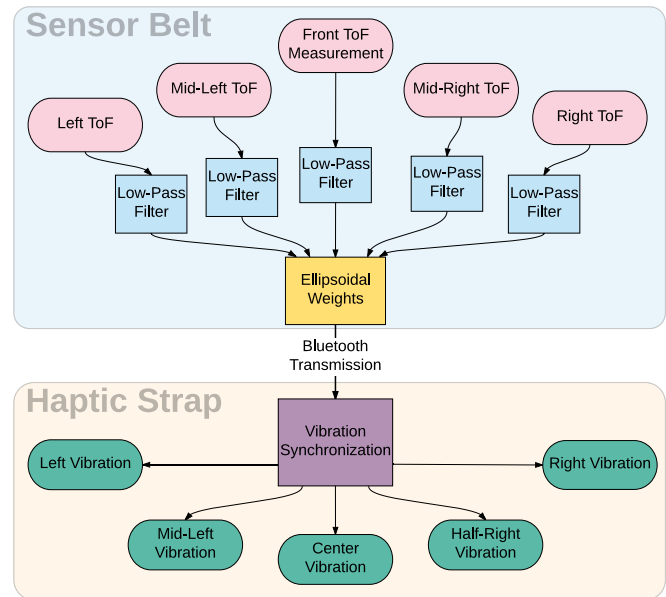 Sensor Belt
Front ToF
Measurement
Mid-Left ToF
Mid-Right ToF
Left ToF
Right ToF
Low-Pass
Filter
Low-Pass
Filter
Low-Pass
Filter
Low-Pass
Filter
Low-Pass
Filter
Ellipsoidal
Weights
Bluetooth
Transmission
Haptic Strap
Vibration
Synchronization
Left Vibration
Right Vibration
Mid-Left
Vibration
Center
Vibration
Half-Right
Vibration